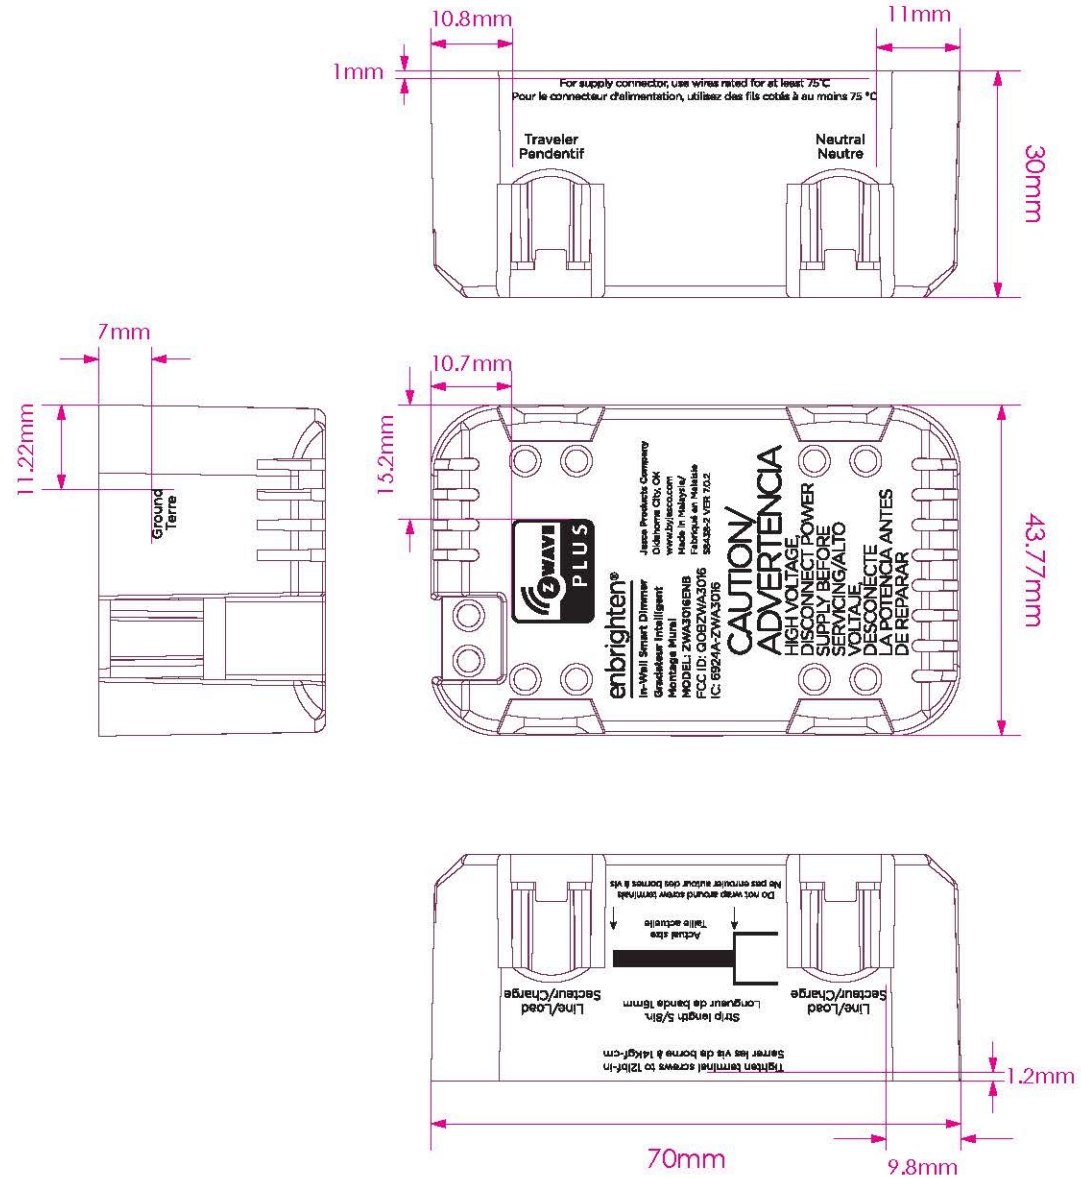 10.8mm
11mm
1mm
For supply connector, use wires rated for at least 75°C
Pour le connecteur d'alimentation, utilisez des fils cotés à au moins 75 °C
Traveler
Pendentif
Neutral
Neutre
30mm
7mm
11.22mm
Ground
Terre
10.7mm
15.2mm
Z WAVE
PLUS
enbrighten®
In-Wall Smart Dimmer
Gradateur Intelligent
Montage Mural
MODEL: ZWA3016ENB
FCC ID: QOBZWA3016
IC: 6924A-ZWA3016
Jasco Products Company
Oklahoma City, OK
www.byjasco.com
Made in Malaysia/
Fabriqué en Malaisie
58438-2 VER 7.0.2
CAUTION/
ADVERTENCIA
HIGH VOLTAGE,
DISCONNECT POWER
SUPPLY BEFORE
SERVICING/ALTO
VOLTAJE,
DESCONECTE
LA POTENCIA ANTES
DE REPARAR
43.77mm
Tighten terminal screws to 12lbf-in
Serrer les vis de borne à 14Kgf-cm
Line/Load
Secteur/Charge
Strip length 5/8in.
Longueur de bande 16mm
Line/Load
Secteur/Charge
Actual size
Taille actuelle
Do not wrap around screw terminals
Ne pas enrouler autour des bornes à vis
1.2mm
70mm
9.8mm